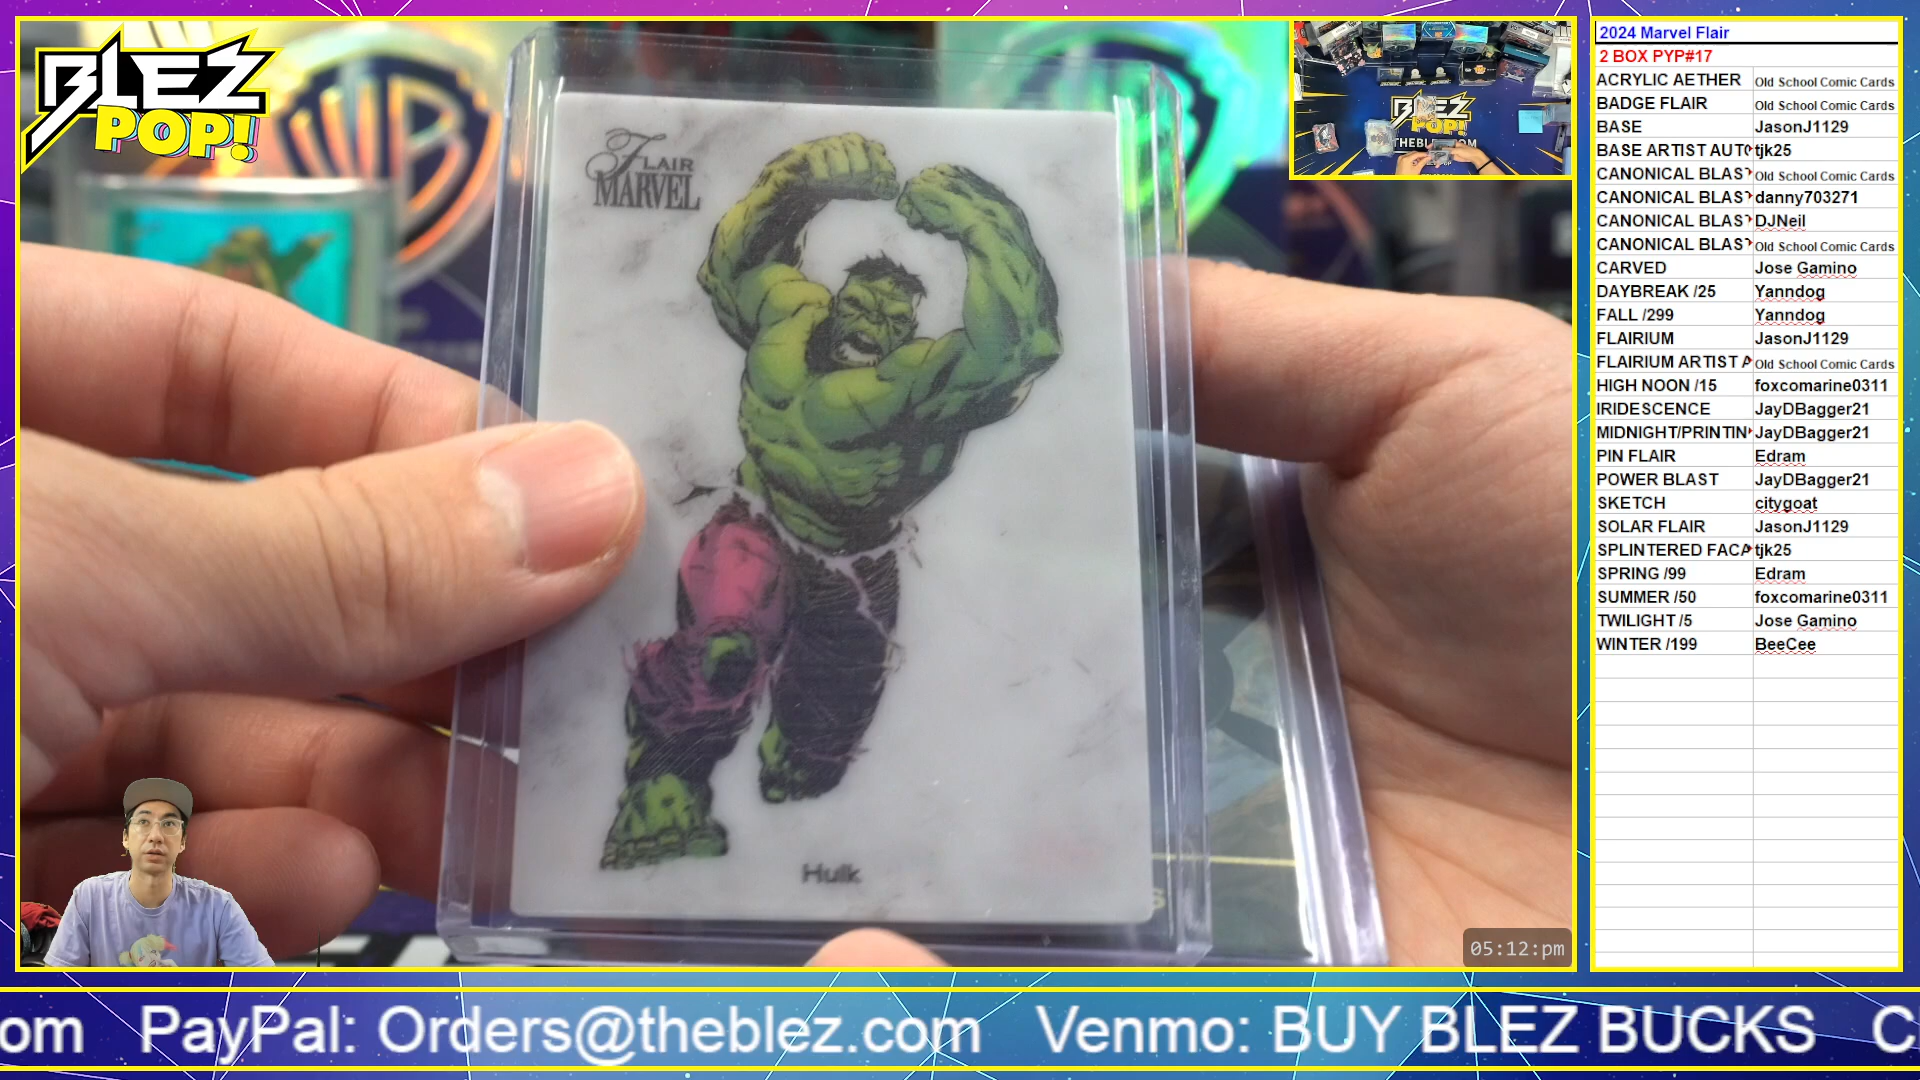 BLEZ
POP!
FLAIR
MARVEL
Hulk
BLEZ
POP!
05:12:pm
2024 Marvel Flair
2 BOX PYP#17
ACRYLIC AETHER Old School Comic Cards
BADGE FLAIR Old School Comic Cards
BASE JasonJ1129
BASE ARTIST AUTO tjk25
CANONICAL BLAST Old School Comic Cards
CANONICAL BLAST danny703271
CANONICAL BLAST DJNeil
CANONICAL BLAST Old School Comic Cards
CARVED Jose Gamino
DAYBREAK /25 Yanndog
FALL /299 Yanndog
FLAIRIUM JasonJ1129
FLAIRIUM ARTIST A Old School Comic Cards
HIGH NOON /15 foxcomarine0311
IRIDESCENCE JayDBagger21
MIDNIGHT/PRINTIN JayDBagger21
PIN FLAIR Edram
POWER BLAST JayDBagger21
SKETCH citygoat
SOLAR FLAIR JasonJ1129
SPLINTERED FACA tjk25
SPRING /99 Edram
SUMMER /50 foxcomarine0311
TWILIGHT /5 Jose Gamino
WINTER /199 BeeCee
om PayPal: Orders@theblez.com Venmo: BUY BLEZ BUCKS C